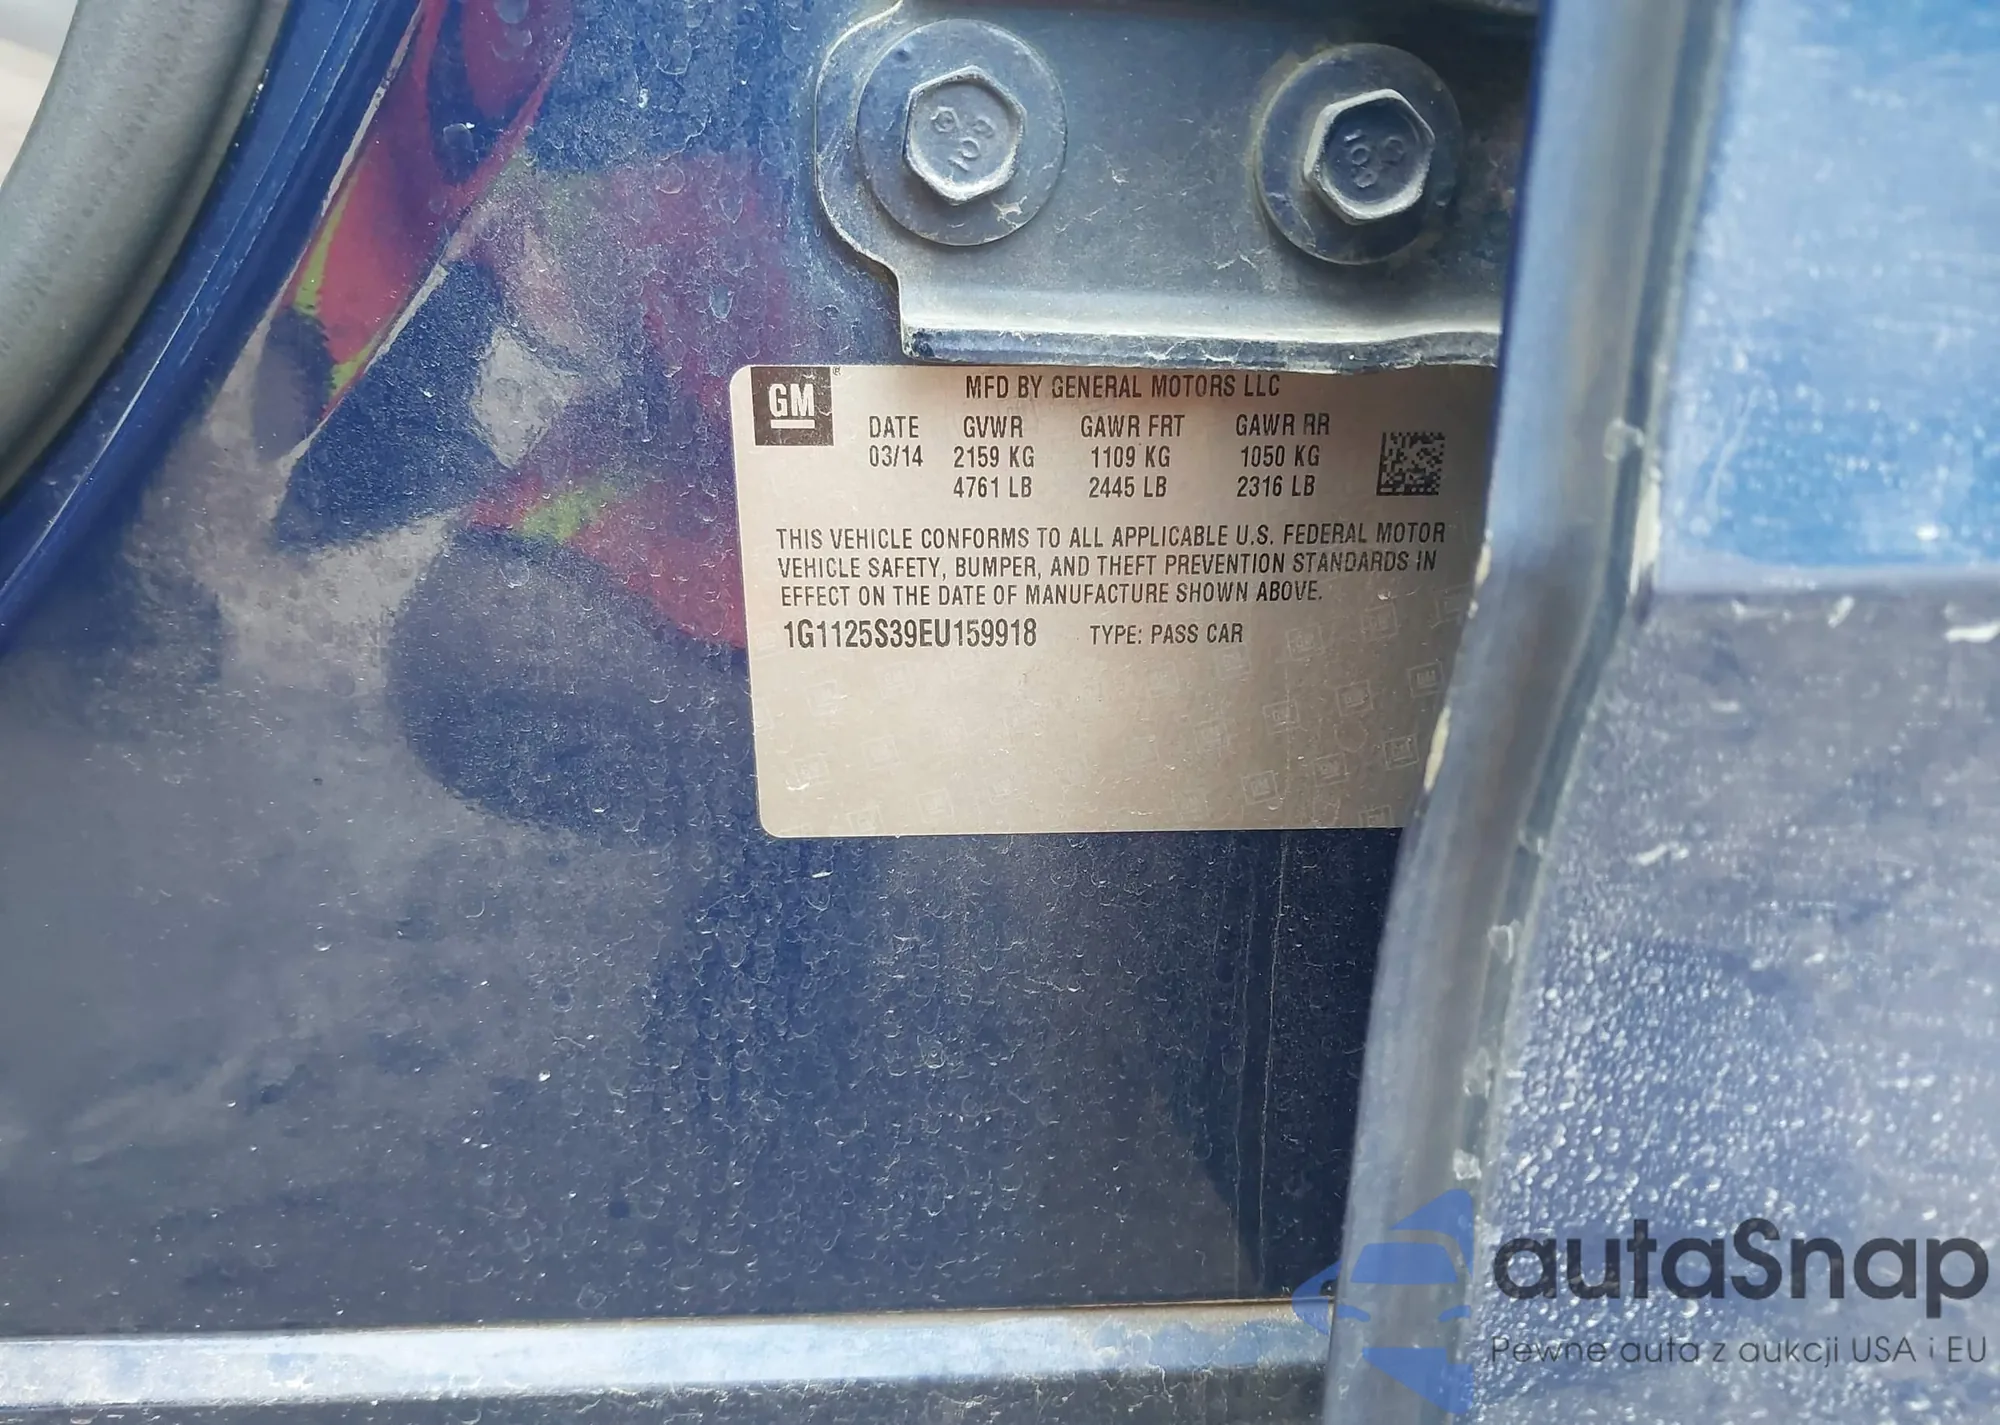 GM
MFD BY GENERAL MOTORS LLC
DATE GVWR GAWR FRT GAWR RR
03/14 2159 KG 1109 KG 1050 KG
4761 LB 2445 LB 2316 LB
THIS VEHICLE CONFORMS TO ALL APPLICABLE U.S. FEDERAL MOTOR
VEHICLE SAFETY, BUMPER, AND THEFT PREVENTION STANDARDS IN
EFFECT ON THE DATE OF MANUFACTURE SHOWN ABOVE.
1G1125S39EU159918 TYPE: PASS CAR
autaSnap
Pewne auta z aukcji USA i EU